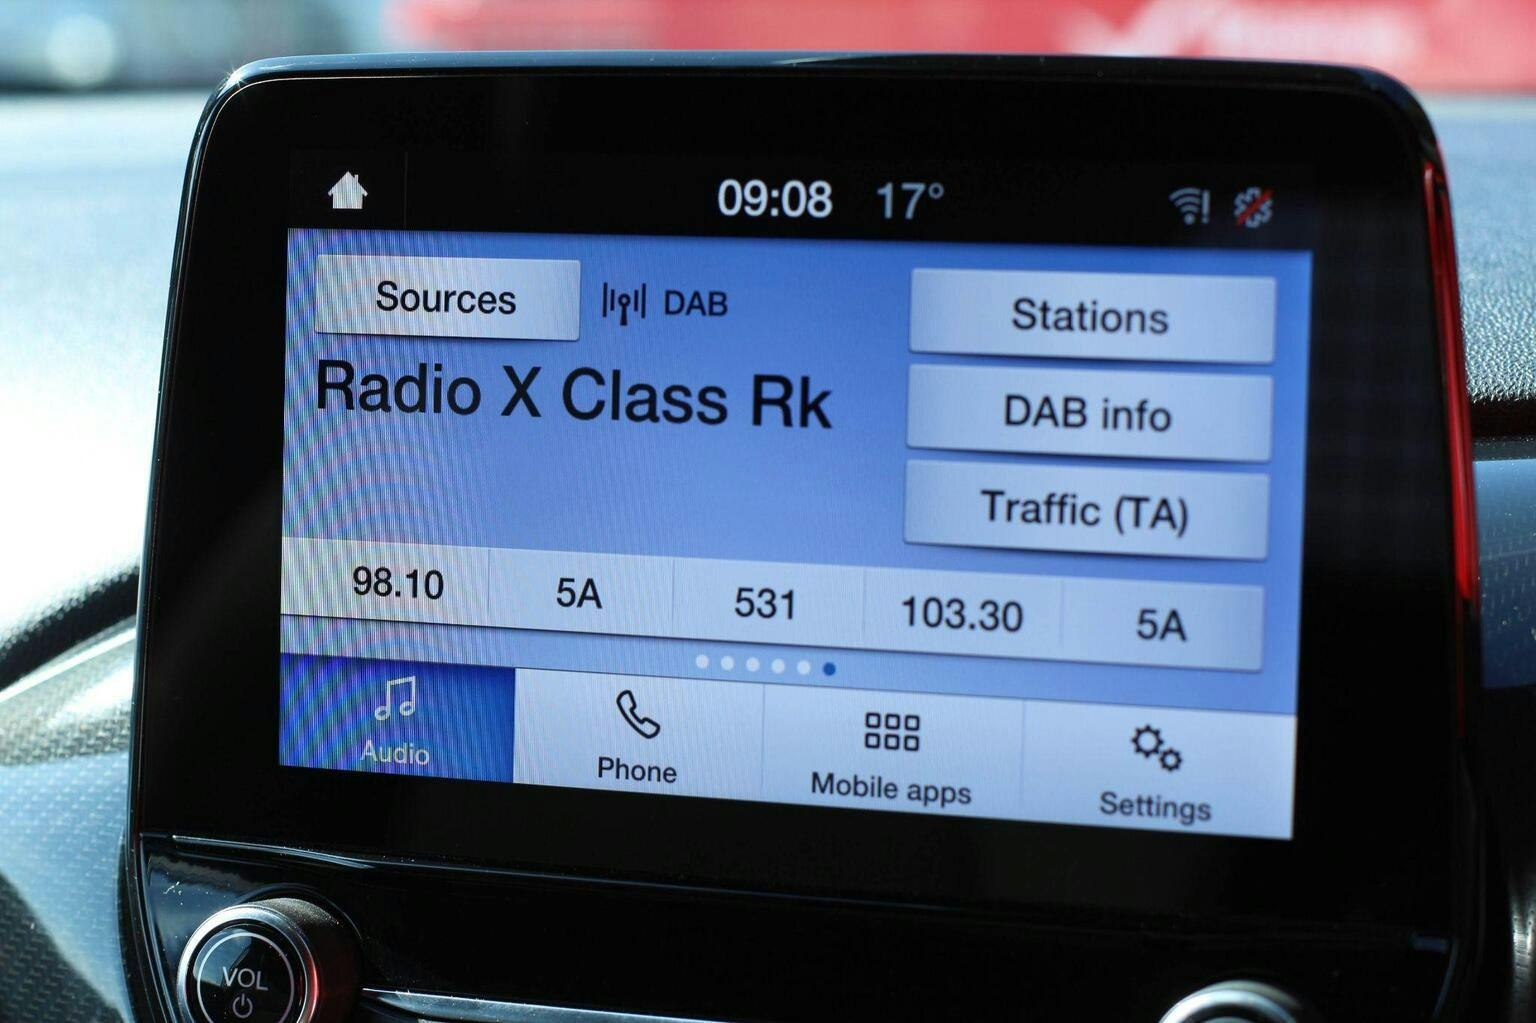 09:08 17°
Sources DAB Stations
Radio X Class Rk
DAB info
Traffic (TA)
98.10 5A 531 103.30 5A
Audio Phone Mobile apps Settings
VOL